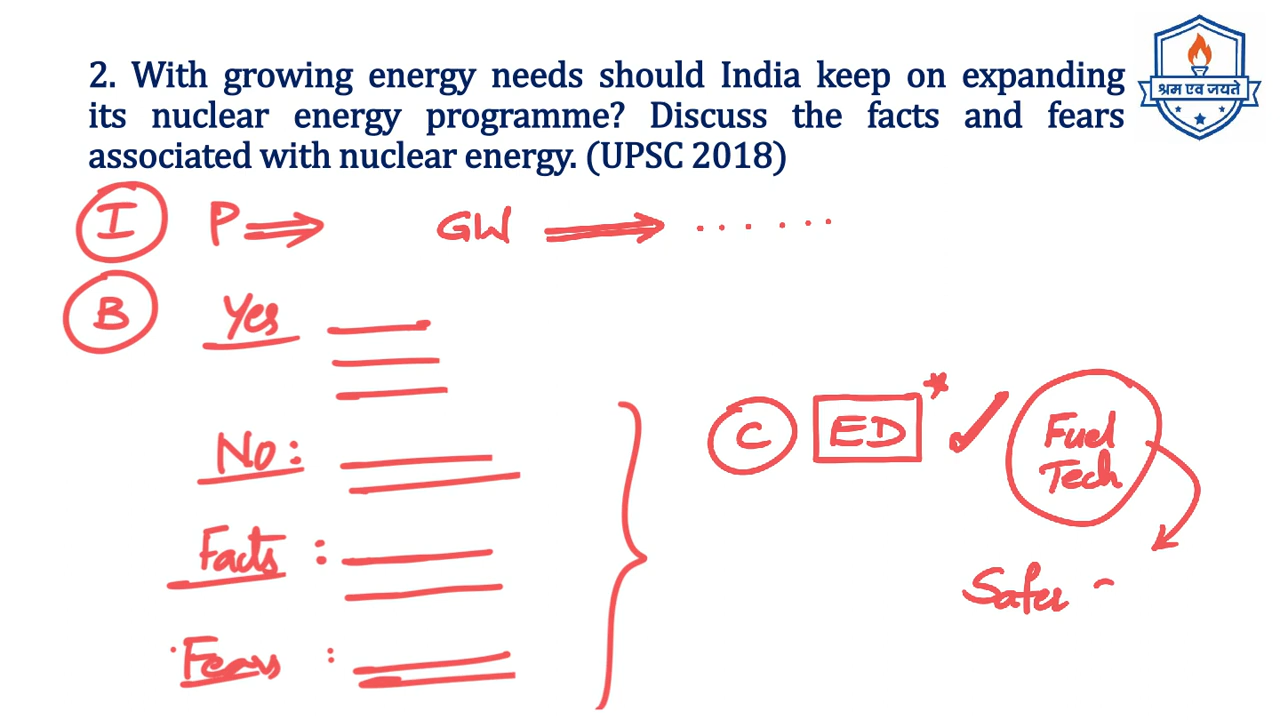 2. With growing energy needs should India keep on expanding
its nuclear energy programme? Discuss the facts and fears
associated with nuclear energy. (UPSC 2018)
श्रम एव जयते
I P ⇒ GW ⇒ ......
B Yes
No:
C ED * ✓ Fuel
Tech
Facts :
Safer
Fears :